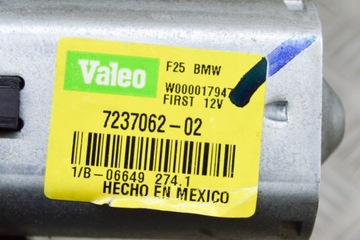 Valeo
F25 BMW
W000017947
FIRST 12V
7237062-02
1/B-06649 274.1
HECHO EN MEXICO